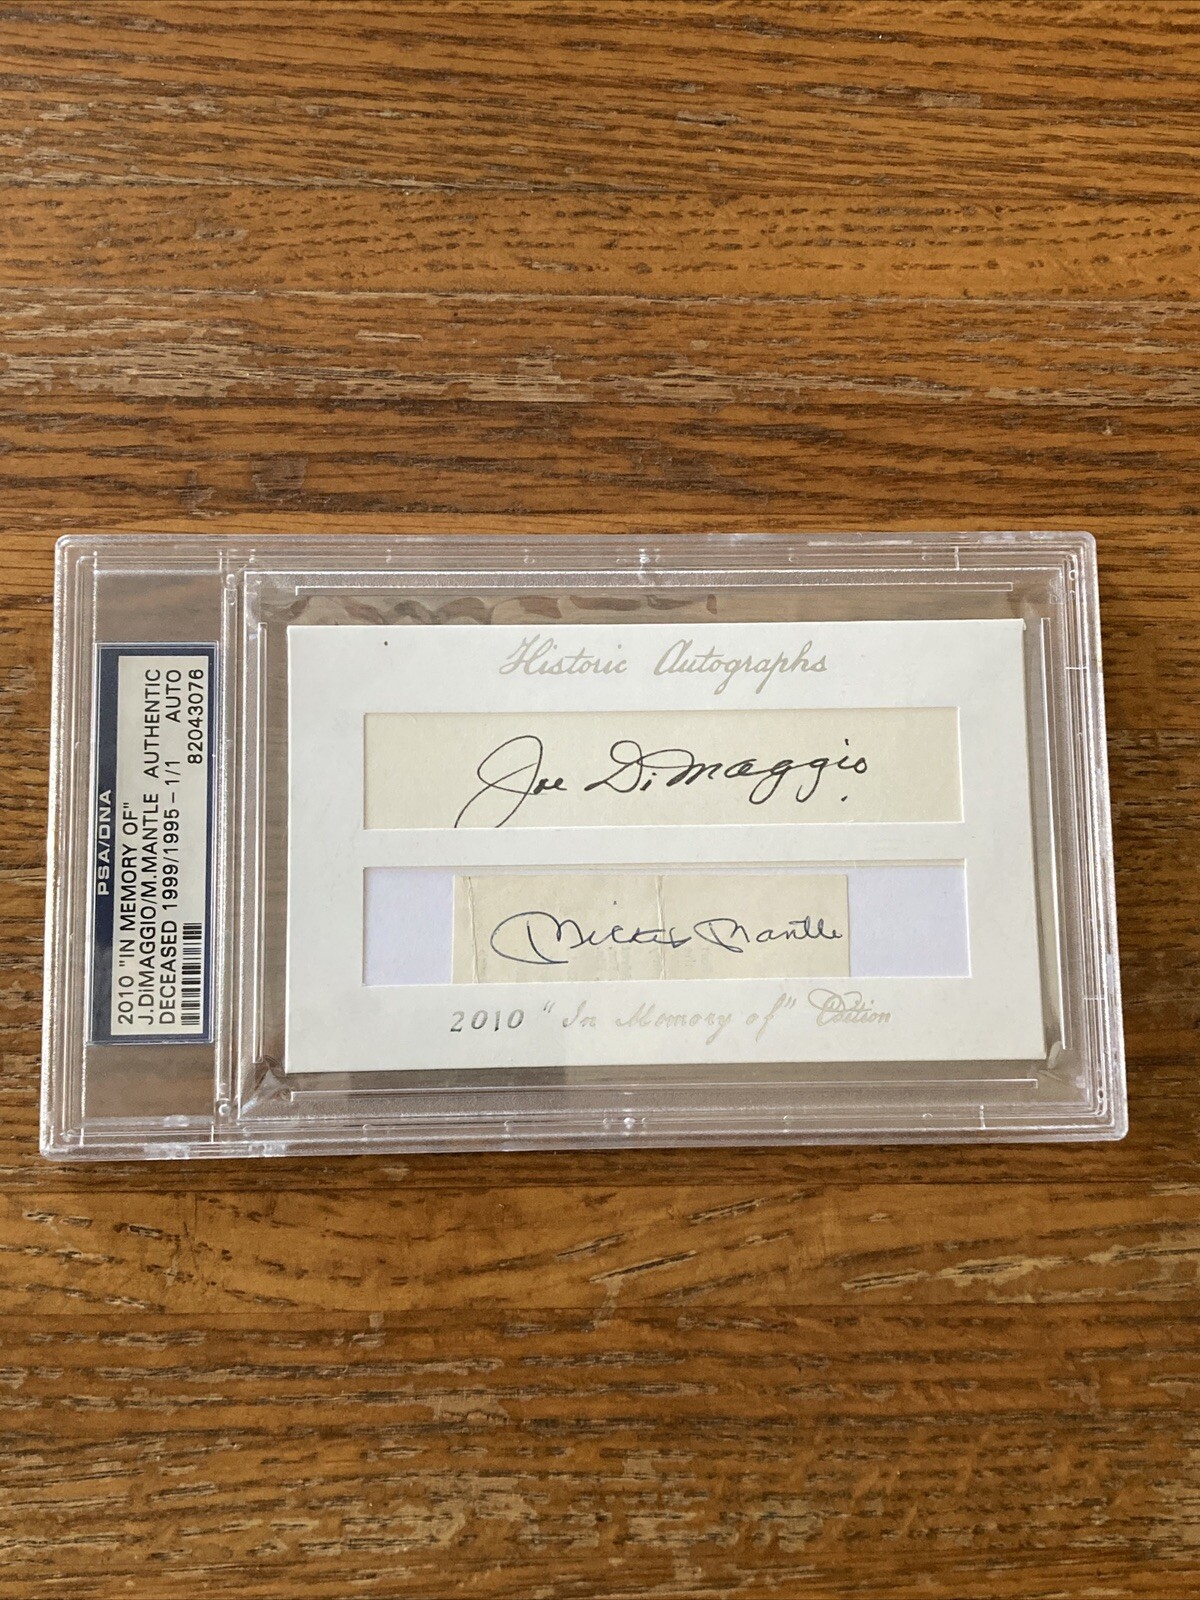 PSA/DNA
2010 "IN MEMORY OF" AUTHENTIC
J.DiMAGGIO/M.MANTLE AUTO
DECEASED 1999/1995 – 1/1 82043076
Historic Autographs
Joe DiMaggio
Mickey Mantle
2010 "In Memory of" Edition